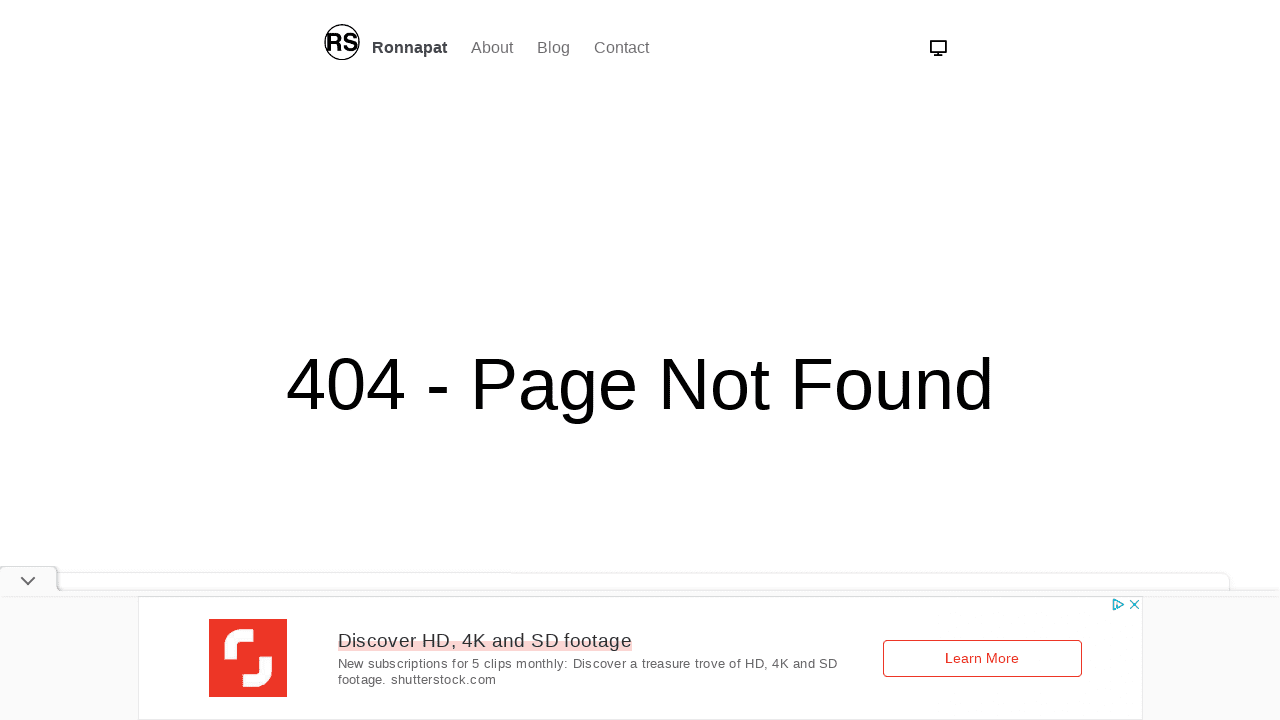 RS Ronnapat About Blog Contact
404 - Page Not Found
Discover HD, 4K and SD footage
New subscriptions for 5 clips monthly: Discover a treasure trove of HD, 4K and SD
footage. shutterstock.com
Learn More